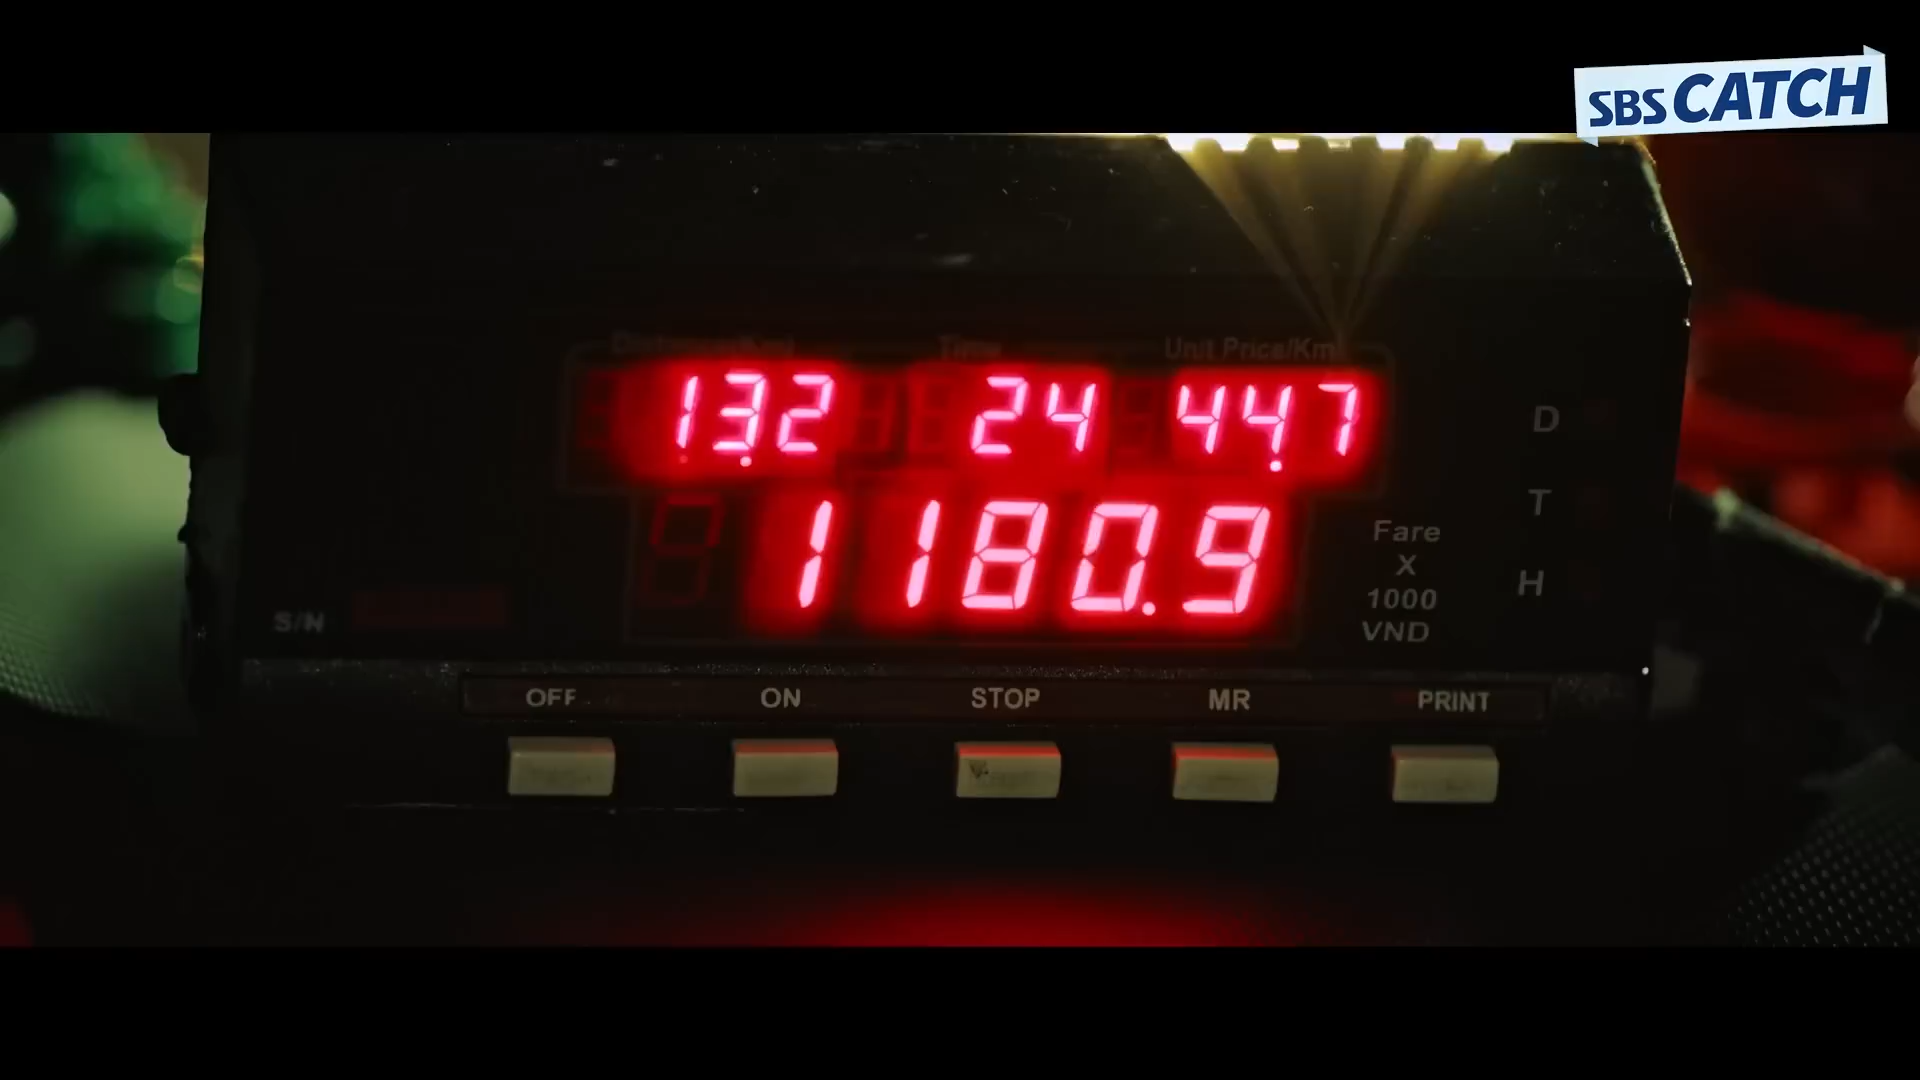 SBS CATCH
Unit Price/Km
13.2 24 44.7
1180.9
Fare
X
1000
VND
D
T
H
S/N
OFF ON STOP MR PRINT